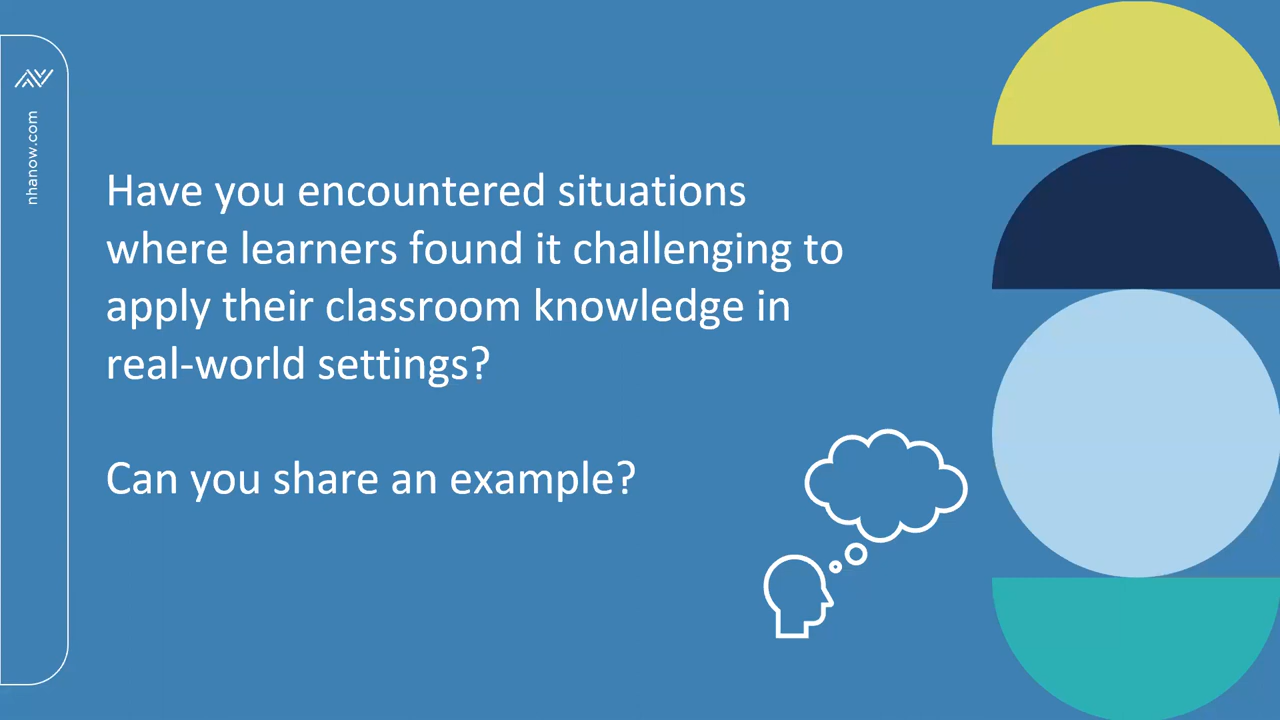 nhanow.com
Have you encountered situations
where learners found it challenging to
apply their classroom knowledge in
real-world settings?
Can you share an example?